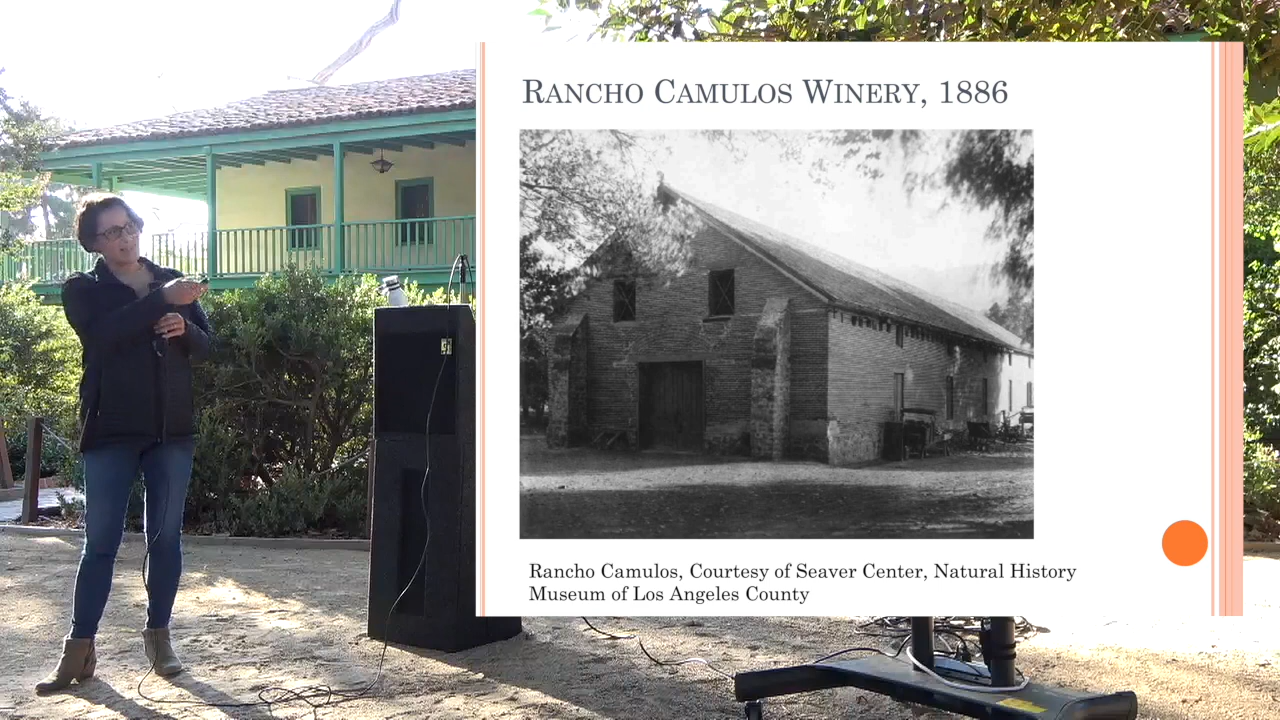 Rancho Camulos Winery, 1886
Rancho Camulos, Courtesy of Seaver Center, Natural History
Museum of Los Angeles County